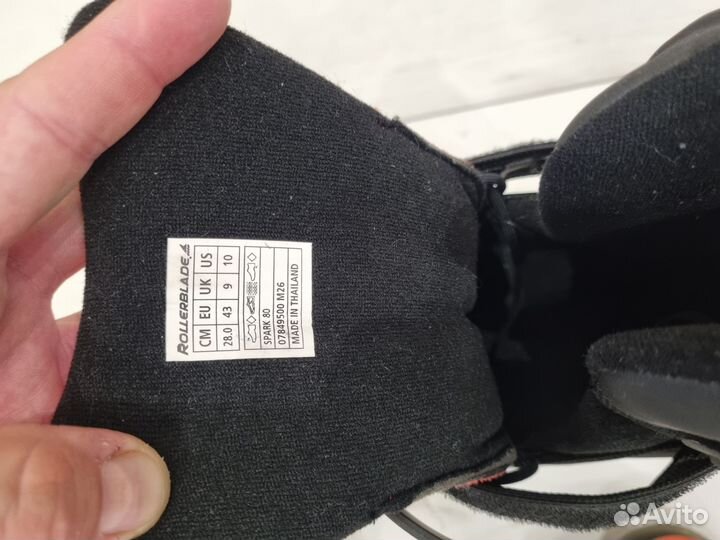 ROLLERBLADE
CM EU UK US
28.0 43 9 10
SPARK 80
07849500 M26
MADE IN THAILAND
Avito